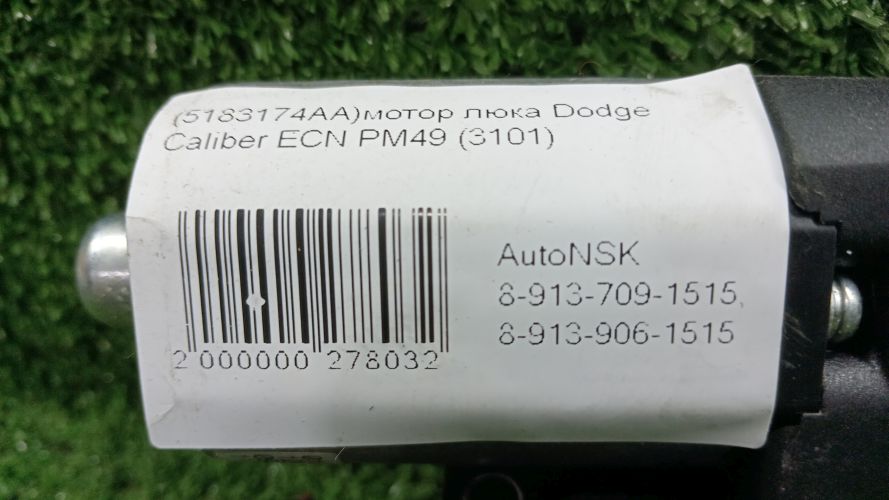 (5183174AA)мотор люка Dodge
Caliber ECN PM49 (3101)
AutoNSK
8-913-709-1515,
8-913-906-1515
2 000000 278032